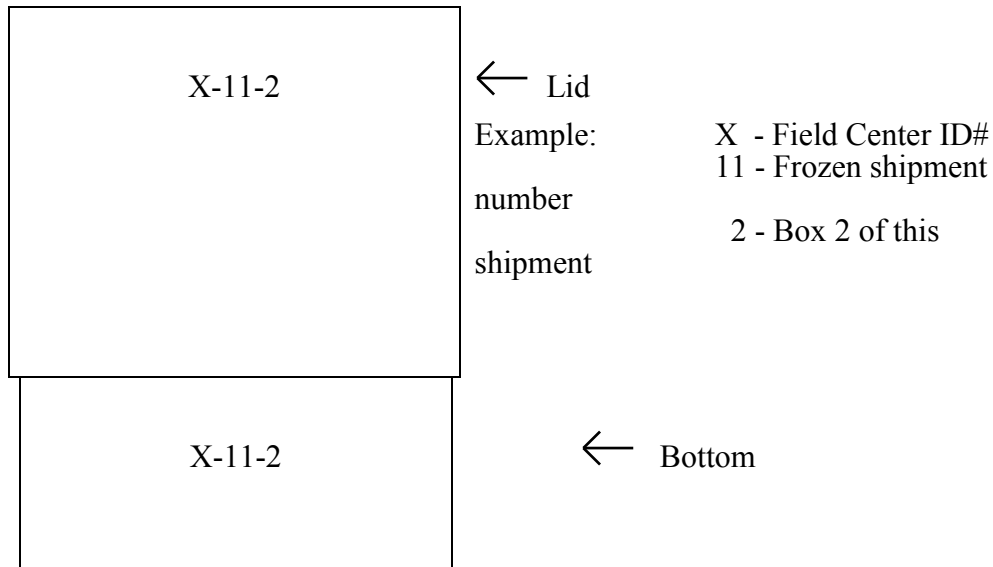 X-11-2
← Lid
Example: X - Field Center ID#
11 - Frozen shipment
number
2 - Box 2 of this
shipment
X-11-2
← Bottom